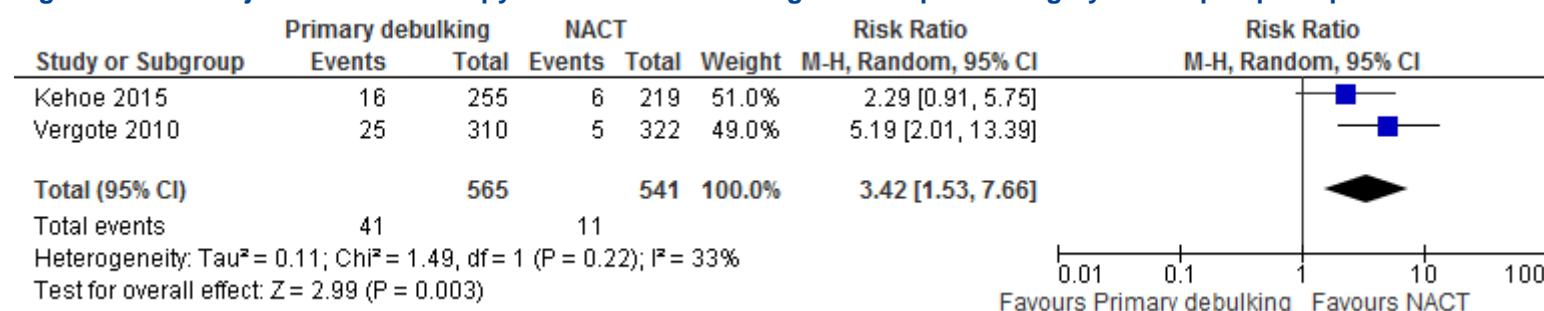 Primary debulking NACT Risk Ratio Risk Ratio
Study or Subgroup Events Total Events Total Weight M-H, Random, 95% CI M-H, Random, 95% CI
Kehoe 2015 16 255 6 219 51.0% 2.29 [0.91, 5.75]
Vergote 2010 25 310 5 322 49.0% 5.19 [2.01, 13.39]
Total (95% CI) 565 541 100.0% 3.42 [1.53, 7.66]
Total events 41 11
Heterogeneity: Tau² = 0.11; Chi² = 1.49, df = 1 (P = 0.22); I² = 33%
Test for overall effect: Z = 2.99 (P = 0.003)
0.01 0.1 1 10 100
Favours Primary debulking Favours NACT